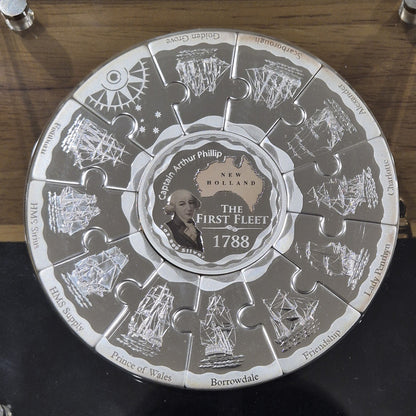 Golden Grove
Scarborough
Alexander
Charlotte
Lady Penrhyn
Friendship
Borrowdale
Prince of Wales
HMS Supply
HMS Sirius
Fishburn
Captain Arthur Phillip
NEW
HOLLAND
THE
FIRST FLEET
1788